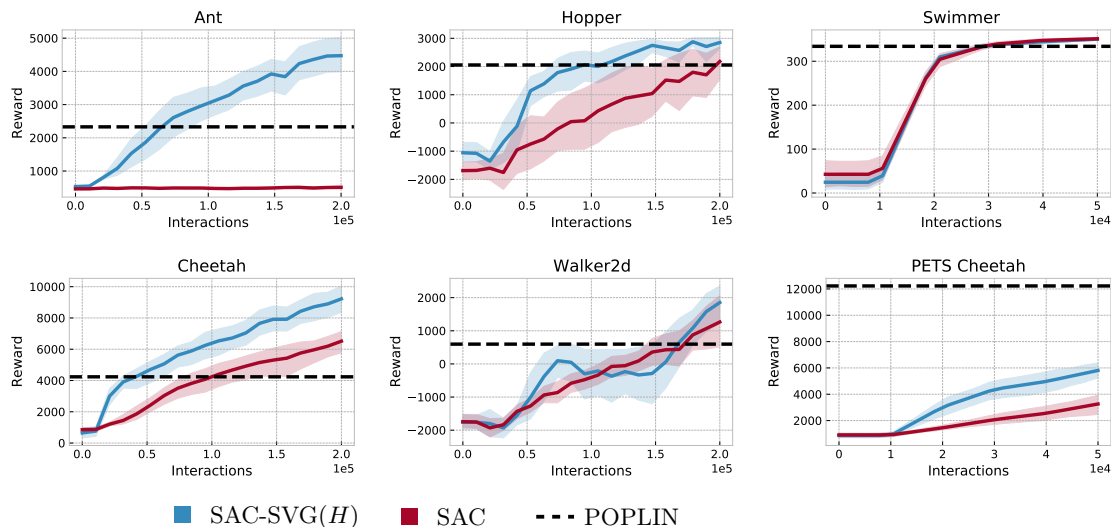 Ant
Hopper
Swimmer
5000
4000
3000
2000
1000
Reward
0.0 0.5 1.0 1.5 2.0
1e5
Interactions
3000
2000
1000
0
−1000
−2000
Reward
0.0 0.5 1.0 1.5 2.0
1e5
Interactions
300
200
100
0
Reward
0 1 2 3 4 5
1e4
Interactions
Cheetah
Walker2d
PETS Cheetah
10000
8000
6000
4000
2000
0
Reward
0.0 0.5 1.0 1.5 2.0
1e5
Interactions
2000
1000
0
−1000
−2000
Reward
0.0 0.5 1.0 1.5 2.0
1e5
Interactions
12000
10000
8000
6000
4000
2000
Reward
0 1 2 3 4 5
1e4
Interactions
SAC-SVG(H) SAC POPLIN